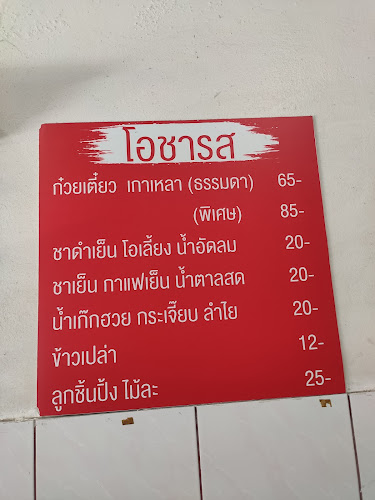 โอชารส
ก๋วยเตี๋ยว เกาเหลา (ธรรมดา) 65-
(พิเศษ) 85-
ชาดำเย็น โอเลี้ยง น้ำอัดลม 20-
ชาเย็น กาแฟเย็น น้ำตาลสด 20-
น้ำเก๊กฮวย กระเจี๊ยบ ลำไย 20-
ข้าวเปล่า 12-
ลูกชิ้นปิ้ง ไม้ละ 25-